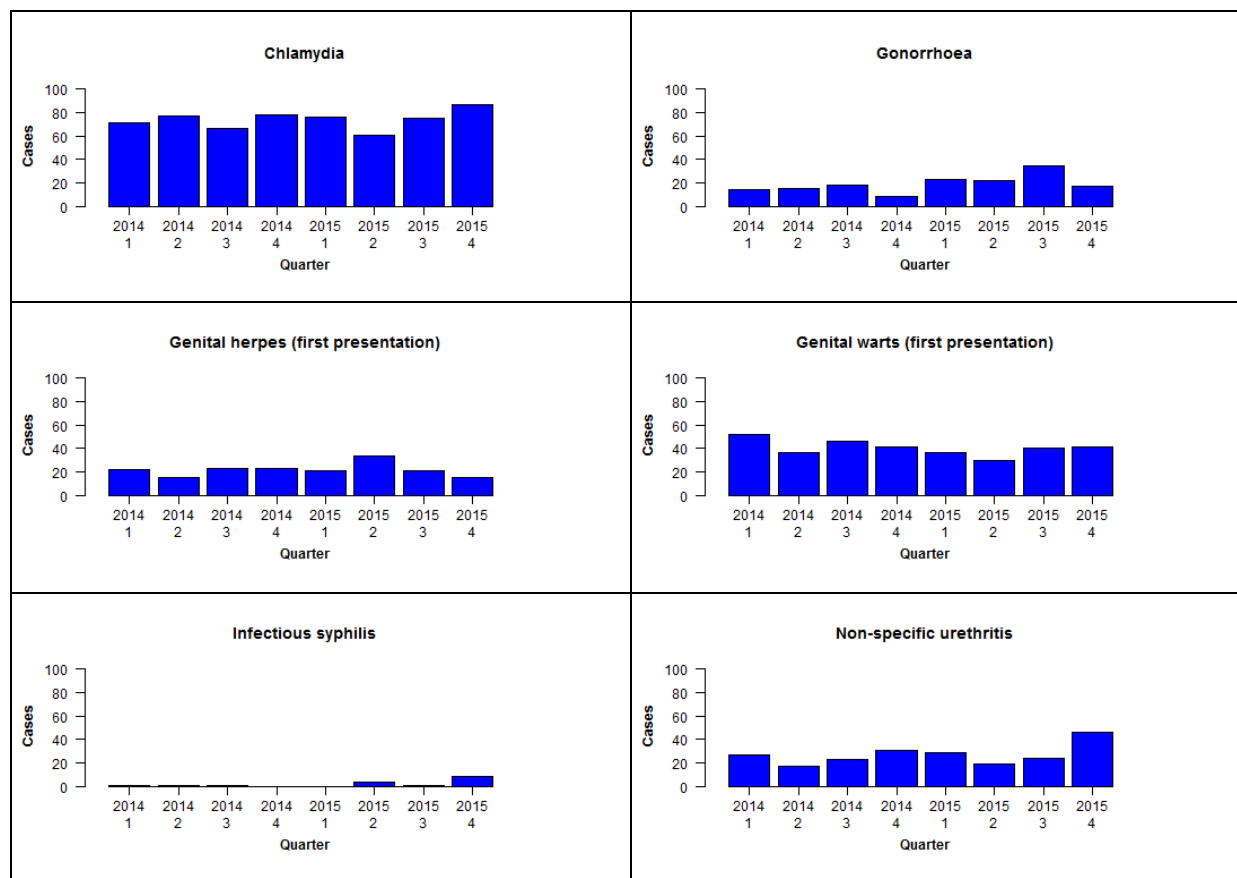 Chlamydia
100
80
60
40
20
0
Cases
2014 2014 2014 2014 2015 2015 2015 2015
1 2 3 4 1 2 3 4
Quarter
Gonorrhoea
100
80
60
40
20
0
Cases
2014 2014 2014 2014 2015 2015 2015 2015
1 2 3 4 1 2 3 4
Quarter
Genital herpes (first presentation)
100
80
60
40
20
0
Cases
2014 2014 2014 2014 2015 2015 2015 2015
1 2 3 4 1 2 3 4
Quarter
Genital warts (first presentation)
100
80
60
40
20
0
Cases
2014 2014 2014 2014 2015 2015 2015 2015
1 2 3 4 1 2 3 4
Quarter
Infectious syphilis
100
80
60
40
20
0
Cases
2014 2014 2014 2014 2015 2015 2015 2015
1 2 3 4 1 2 3 4
Quarter
Non-specific urethritis
100
80
60
40
20
0
Cases
2014 2014 2014 2014 2015 2015 2015 2015
1 2 3 4 1 2 3 4
Quarter